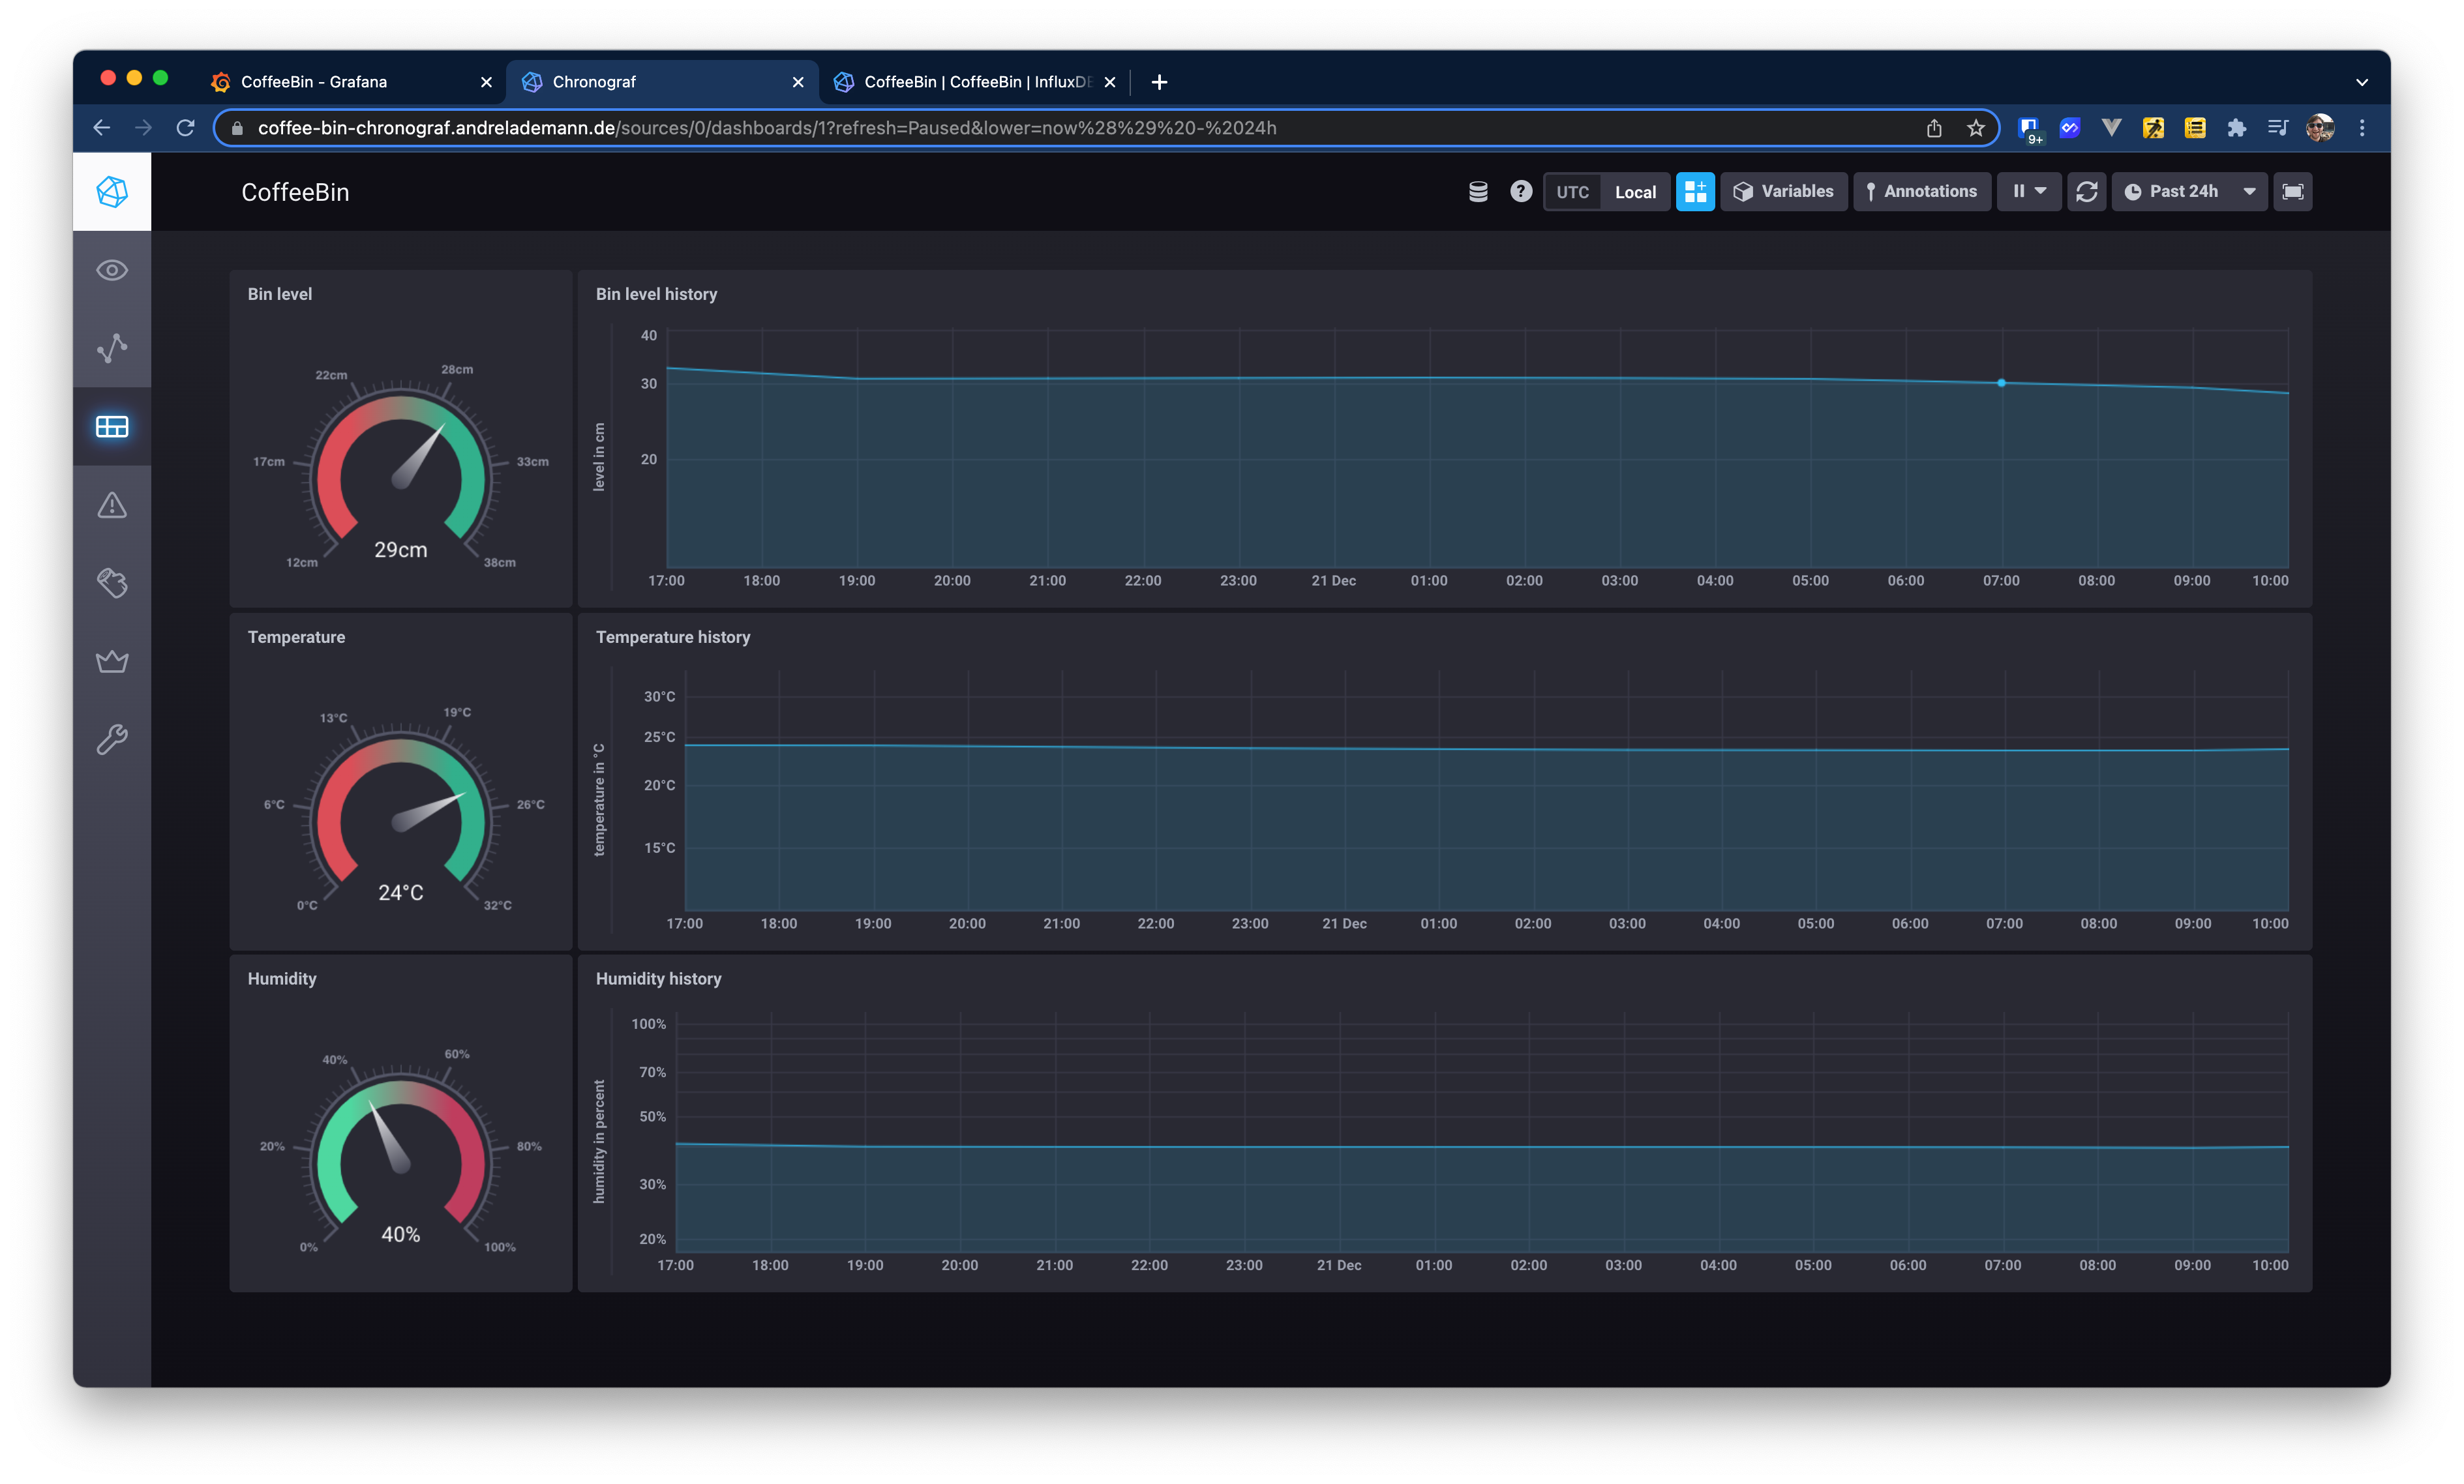 CoffeeBin - Grafana
Chronograf
CoffeeBin | CoffeeBin | InfluxDB
coffee-bin-chronograf.andrelademann.de/sources/0/dashboards/1?refresh=Paused&lower=now%28%29%20-%2024h
9+
CoffeeBin
UTC Local Variables Annotations Past 24h
Bin level
22cm 28cm
17cm 33cm
12cm 38cm
29cm
Bin level history
level in cm
40
30
20
17:00 18:00 19:00 20:00 21:00 22:00 23:00 21 Dec 01:00 02:00 03:00 04:00 05:00 06:00 07:00 08:00 09:00 10:00
Temperature
13°C 19°C
6°C 26°C
0°C 32°C
24°C
Temperature history
temperature in °C
30°C
25°C
20°C
15°C
17:00 18:00 19:00 20:00 21:00 22:00 23:00 21 Dec 01:00 02:00 03:00 04:00 05:00 06:00 07:00 08:00 09:00 10:00
Humidity
40% 60%
20% 80%
0% 100%
40%
Humidity history
humidity in percent
100%
70%
50%
30%
20%
17:00 18:00 19:00 20:00 21:00 22:00 23:00 21 Dec 01:00 02:00 03:00 04:00 05:00 06:00 07:00 08:00 09:00 10:00